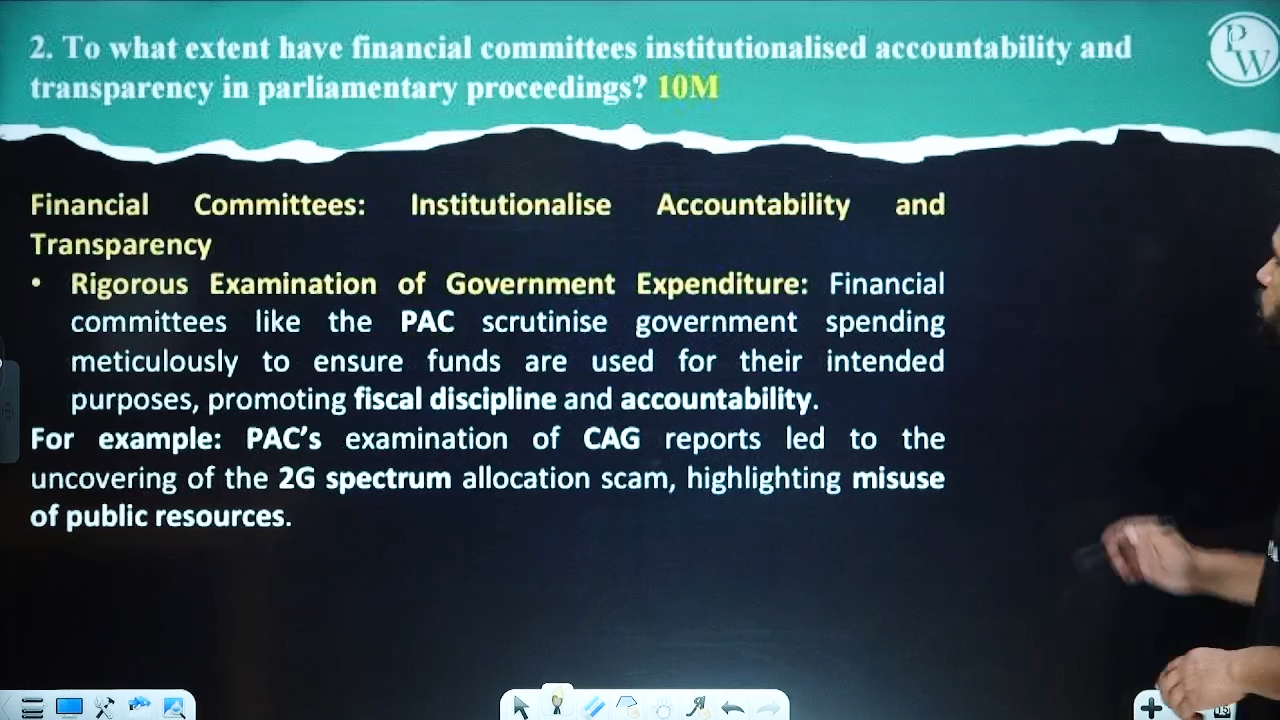 2. To what extent have financial committees institutionalised accountability and
transparency in parliamentary proceedings? 10M
PW
Financial Committees: Institutionalise Accountability and
Transparency
• Rigorous Examination of Government Expenditure: Financial
committees like the PAC scrutinise government spending
meticulously to ensure funds are used for their intended
purposes, promoting fiscal discipline and accountability.
For example: PAC’s examination of CAG reports led to the
uncovering of the 2G spectrum allocation scam, highlighting misuse
of public resources.